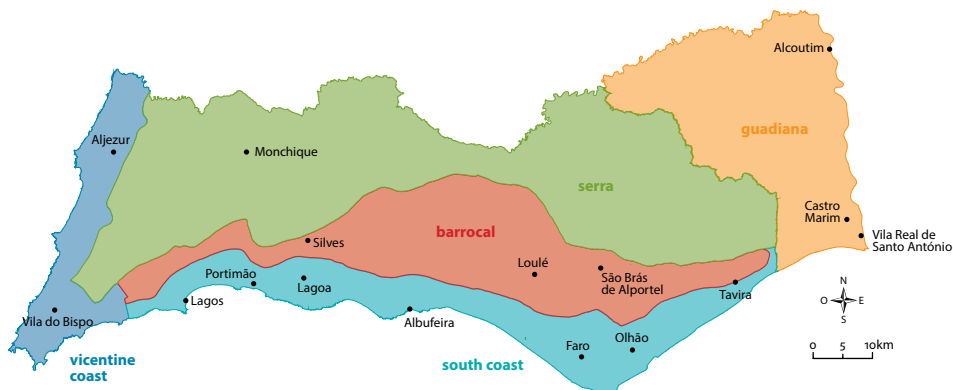 Alcoutim
guadiana
Aljezur
Monchique
serra
Castro
Marim
Vila Real de
Santo António
barrocal
Silves
Loulé
São Brás
de Alportel
Portimão
Lagoa
Tavira
Lagos
Albufeira
Vila do Bispo
Faro
Olhão
vicentine
coast
south coast
N
O E
S
0 5 10km